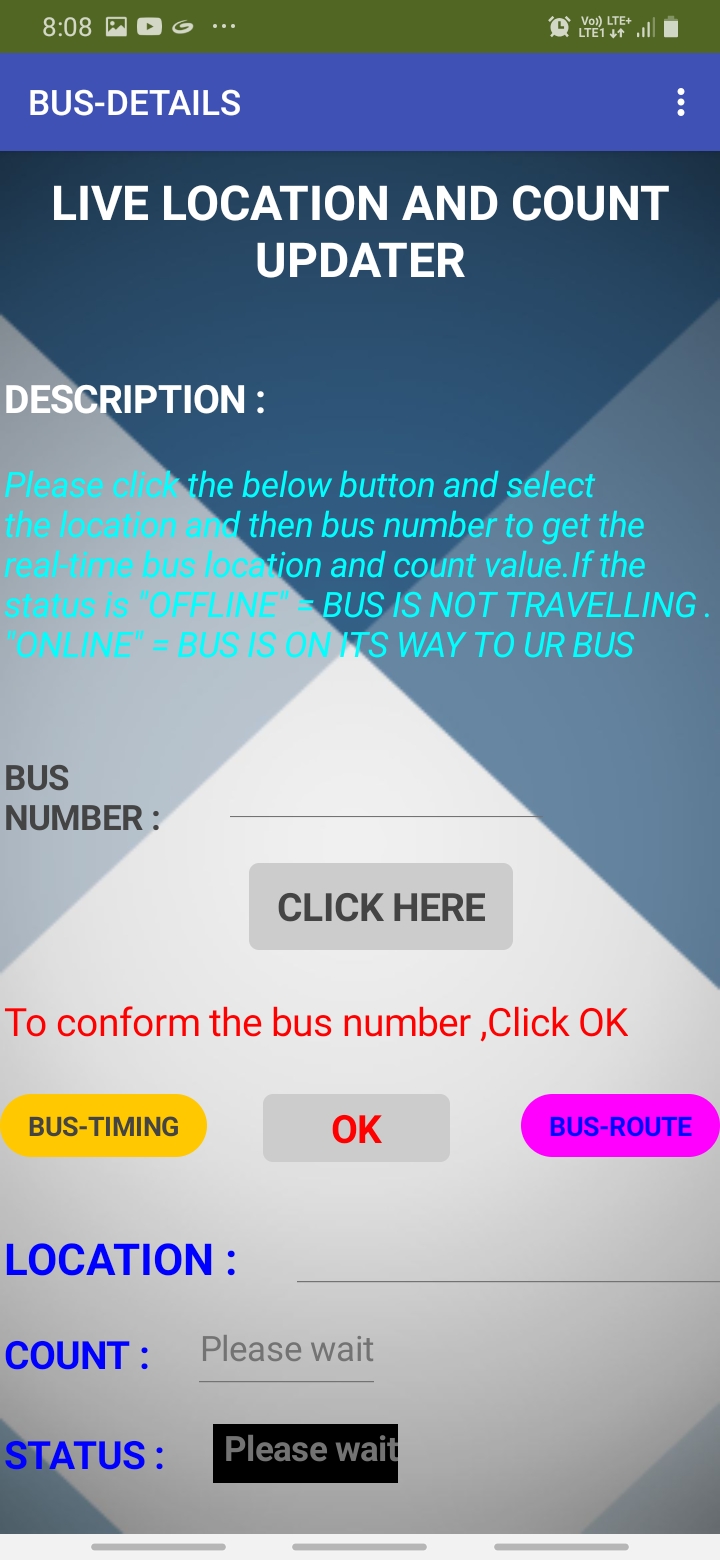 8:08
Vo)) LTE+
LTE1
BUS-DETAILS
LIVE LOCATION AND COUNT
UPDATER
DESCRIPTION :
Please click the below button and select
the location and then bus number to get the
real-time bus location and count value.If the
status is "OFFLINE" = BUS IS NOT TRAVELLING .
"ONLINE" = BUS IS ON ITS WAY TO UR BUS
BUS
NUMBER :
CLICK HERE
To conform the bus number ,Click OK
BUS-TIMING
OK
BUS-ROUTE
LOCATION :
COUNT :
Please wait
STATUS :
Please wait